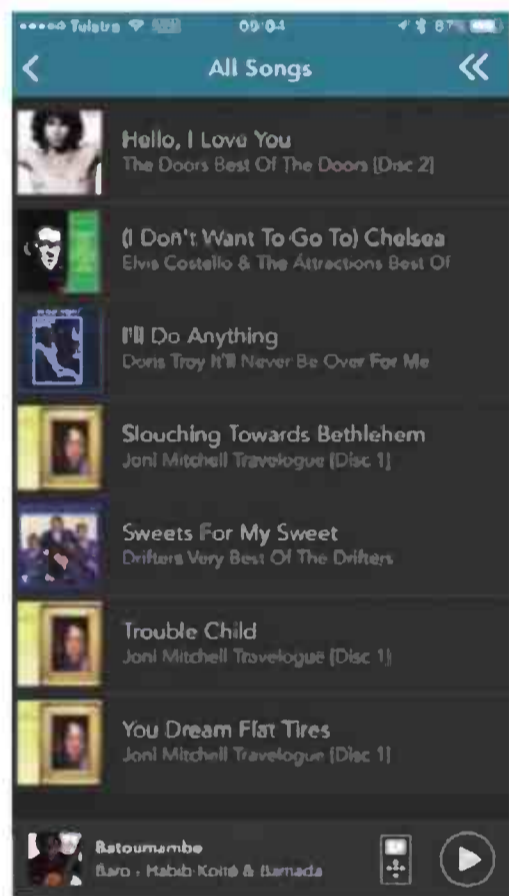 Telstra 09:04 87%
All Songs
Hello, I Love You
The Doors Best Of The Doors [Disc 2]
(I Don't Want To Go To) Chelsea
Elvis Costello & The Attractions Best Of
I'll Do Anything
Doris Troy It'll Never Be Over For Me
Slouching Towards Bethlehem
Joni Mitchell Travelogue [Disc 1]
Sweets For My Sweet
Drifters Very Best Of The Drifters
Trouble Child
Joni Mitchell Travelogue [Disc 1]
You Dream Flat Tires
Joni Mitchell Travelogue [Disc 1]
Batoumambe
Baro - Habib Koité & Bamada